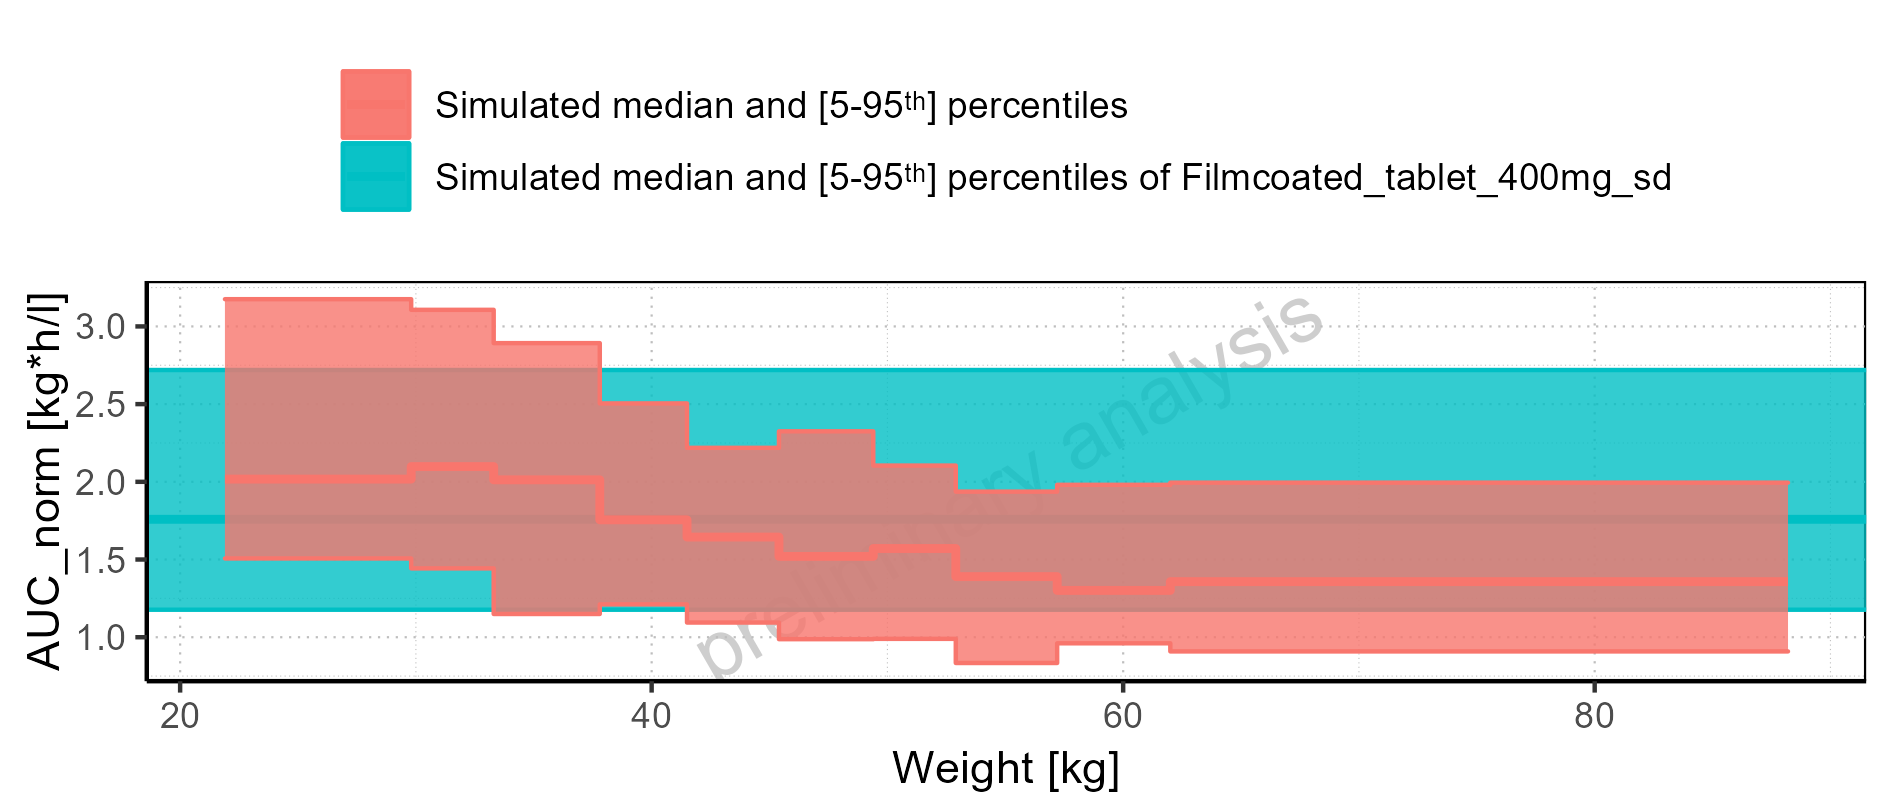 Simulated median and [5-95th] percentiles
Simulated median and [5-95th] percentiles of Filmcoated_tablet_400mg_sd
AUC_norm [kg*h/l]
3.0
2.5
2.0
1.5
1.0
preliminary analysis
20 40 60 80
Weight [kg]